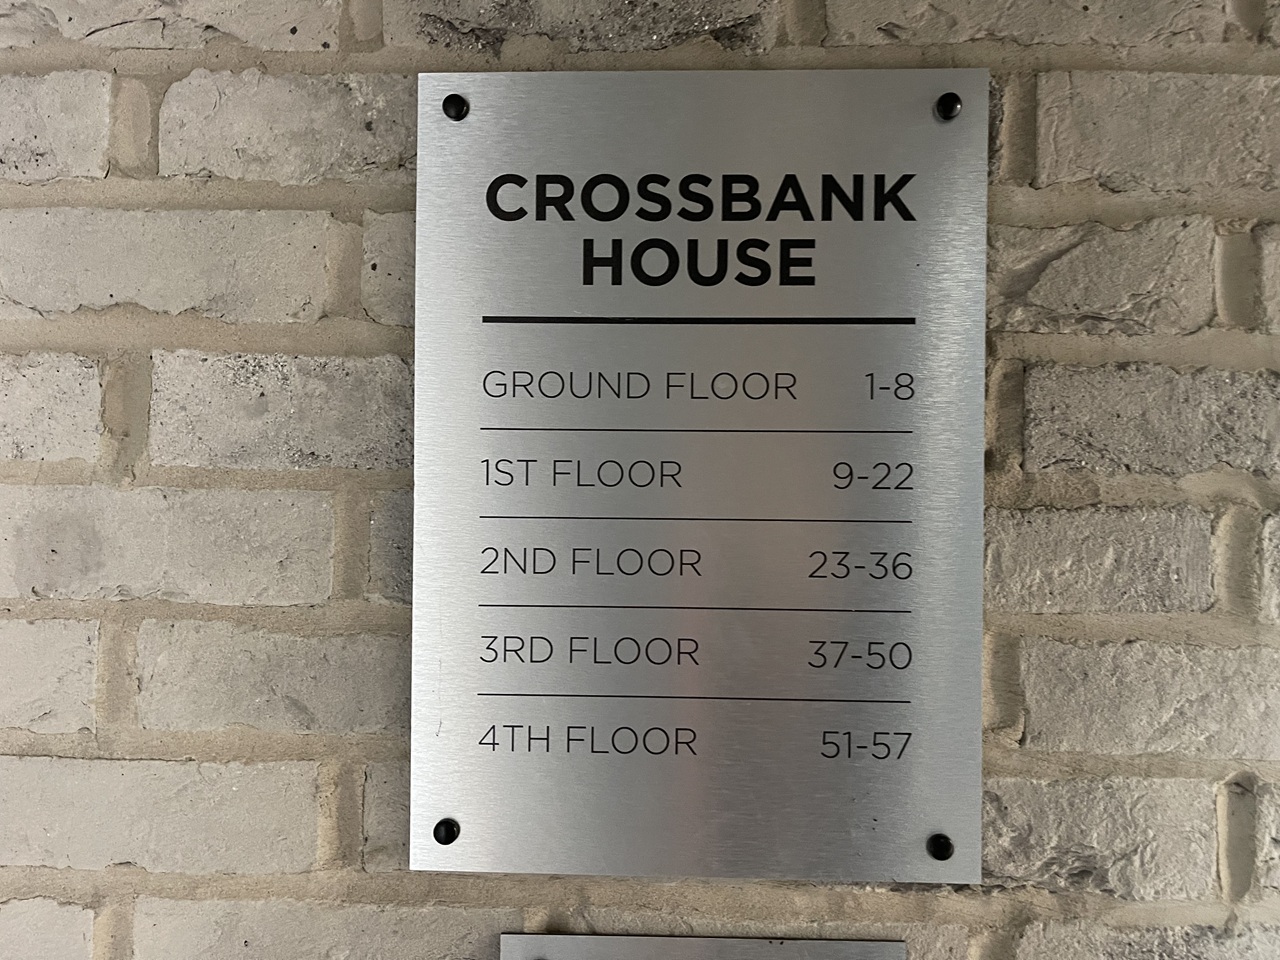 CROSSBANK
HOUSE
GROUND FLOOR 1-8
1ST FLOOR 9-22
2ND FLOOR 23-36
3RD FLOOR 37-50
4TH FLOOR 51-57